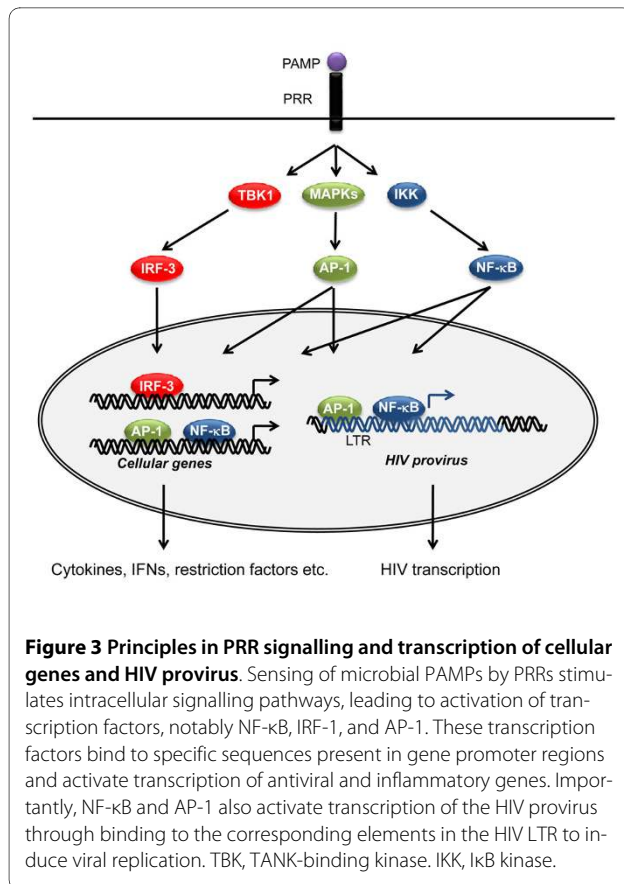 PAMP
PRR
TBK1 MAPKs IKK
IRF-3 AP-1 NF-κB
IRF-3
AP-1 NF-κB
Cellular genes
AP-1 NF-κB
LTR
HIV provirus
Cytokines, IFNs, restriction factors etc. HIV transcription
Figure 3 Principles in PRR signalling and transcription of cellular
genes and HIV provirus. Sensing of microbial PAMPs by PRRs stimu-
lates intracellular signalling pathways, leading to activation of tran-
scription factors, notably NF-κB, IRF-1, and AP-1. These transcription
factors bind to specific sequences present in gene promoter regions
and activate transcription of antiviral and inflammatory genes. Impor-
tantly, NF-κB and AP-1 also activate transcription of the HIV provirus
through binding to the corresponding elements in the HIV LTR to in-
duce viral replication. TBK, TANK-binding kinase. IKK, IκB kinase.